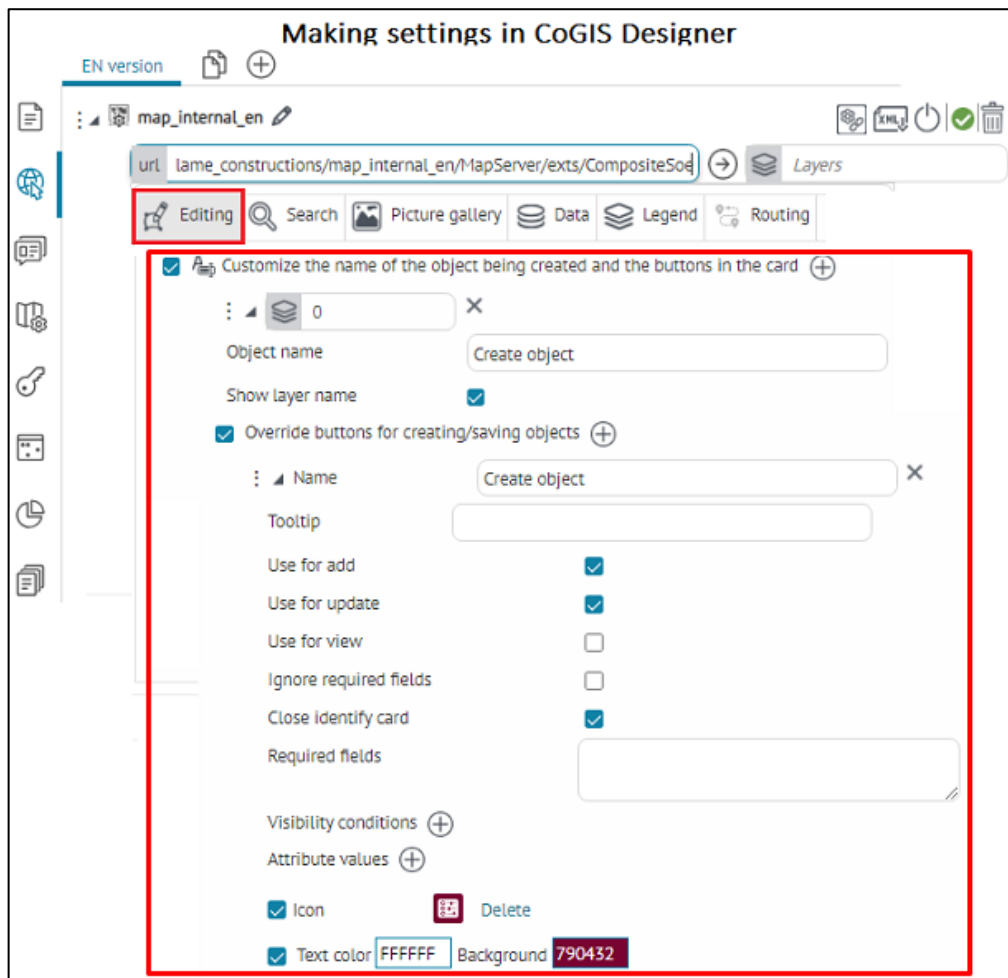 Making settings in CoGIS Designer
EN version
map_internal_en
XML
url lame_constructions/map_internal_en/MapServer/exts/CompositeSoe Layers
Editing Search Picture gallery Data Legend Routing
Customize the name of the object being created and the buttons in the card
0
Object name Create object
Show layer name
Override buttons for creating/saving objects
Name Create object
Tooltip
Use for add
Use for update
Use for view
Ignore required fields
Close identify card
Required fields
Visibility conditions
Attribute values
Icon Delete
Text color FFFFFF Background 790432